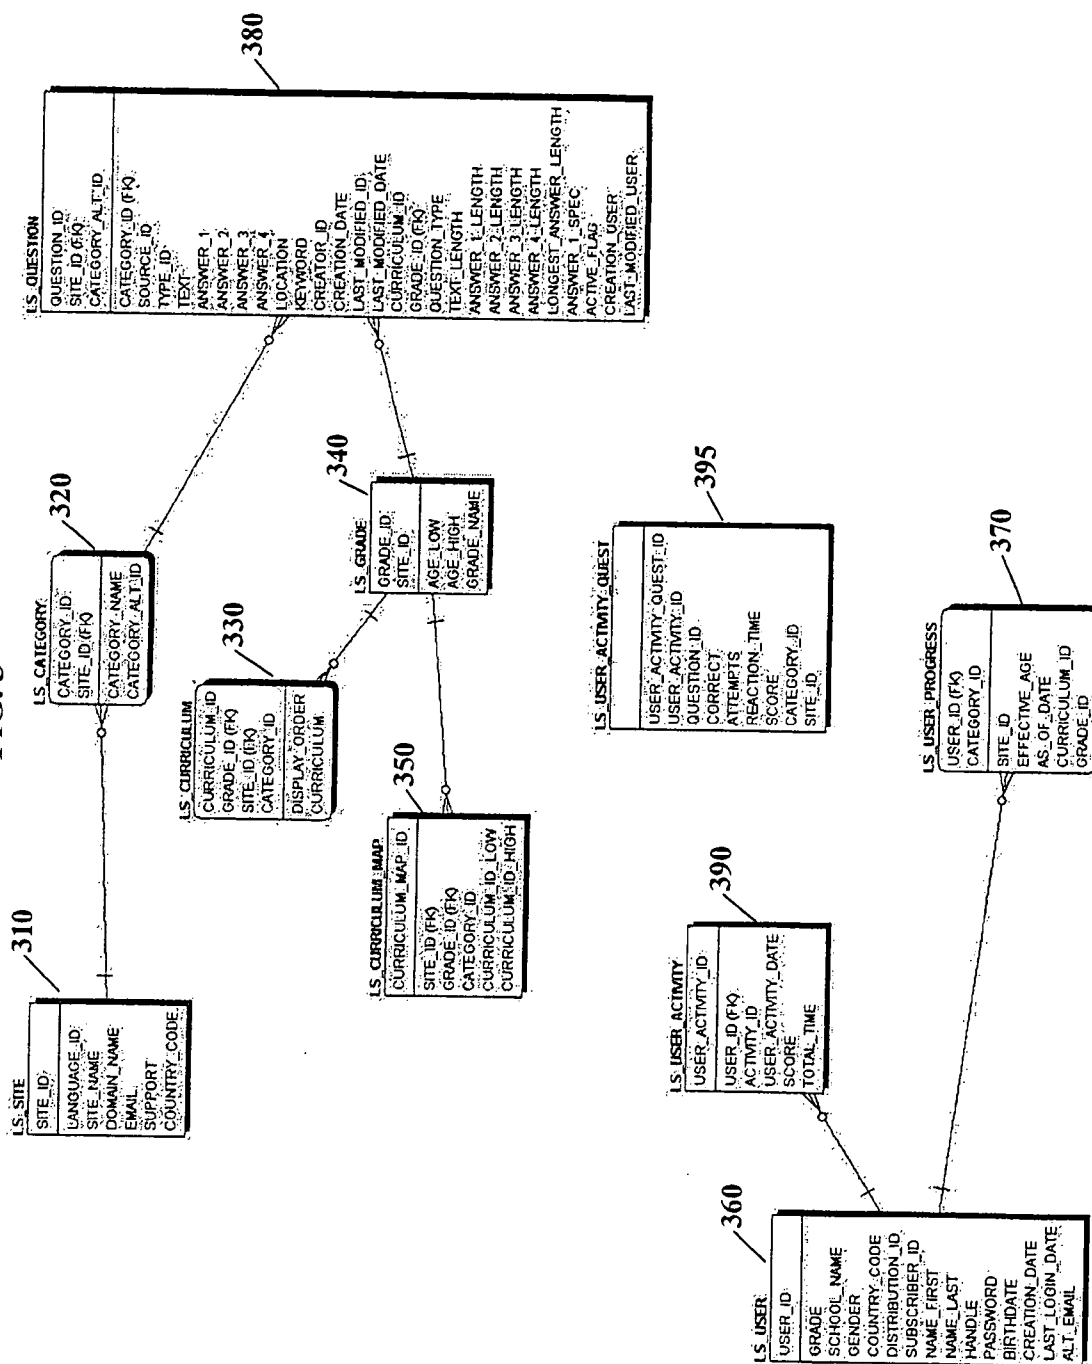 LS_SITE
310
SITE_ID
LANGUAGE_ID
SITE_NAME
DOMAIN_NAME
EMAIL
SUPPORT
COUNTRY_CODE
LS_CATEGORY
320
CATEGORY_ID
SITE_ID (FK)
CATEGORY_NAME
CATEGORY_ALT_ID
LS_QUESTION
380
QUESTION_ID
SITE_ID (FK)
CATEGORY_ALT_ID
CATEGORY_ID (FK)
SOURCE_ID
TYPE_ID
TEXT
ANSWER_1
ANSWER_2
ANSWER_3
ANSWER_4
LOCATION
KEYWORD
CREATOR_ID
CREATION_DATE
LAST_MODIFIED_ID
LAST_MODIFIED_DATE
CURRICULUM_ID
GRADE_ID (FK)
QUESTION_TYPE
TEXT_LENGTH
ANSWER_1_LENGTH
ANSWER_2_LENGTH
ANSWER_3_LENGTH
ANSWER_4_LENGTH
LONGEST_ANSWER_LENGTH
ANSWER_1_SPEC
ACTIVE_FLAG
CREATION_USER
LAST_MODIFIED_USER
LS_CURRICULUM
330
CURRICULUM_ID
GRADE_ID (FK)
SITE_ID (FK)
CATEGORY_ID
DISPLAY_ORDER
CURRICULUM
LS_GRADE
340
GRADE_ID
SITE_ID
AGE_LOW
AGE_HIGH
GRADE_NAME
LS_CURRICULUM_MAP
350
CURRICULUM_MAP_ID
SITE_ID (FK)
GRADE_ID (FK)
CATEGORY_ID
CURRICULUM_ID_LOW
CURRICULUM_ID_HIGH
LS_USER_ACTIVITY_QUEST
395
USER_ACTIVITY_QUEST_ID
USER_ACTIVITY_ID
QUESTION_ID
CORRECT
ATTEMPTS
REACTION_TIME
SCORE
CATEGORY_ID
SITE_ID
LS_USER_ACTIVITY
390
USER_ACTIVITY_ID
USER_ID (FK)
ACTIVITY_ID
USER_ACTIVITY_DATE
SCORE
TOTAL_TIME
LS_USER
360
USER_ID
GRADE
SCHOOL_NAME
GENDER
COUNTRY_CODE
DISTRIBUTION_ID
SUBSCRIBER_ID
NAME_FIRST
NAME_LAST
HANDLE
PASSWORD
BIRTHDATE
CREATION_DATE
LAST_LOGIN_DATE
ALT_EMAIL
LS_USER_PROGRESS
370
USER_ID (FK)
CATEGORY_ID
SITE_ID
EFFECTIVE_AGE
AS_OF_DATE
CURRICULUM_ID
GRADE_ID